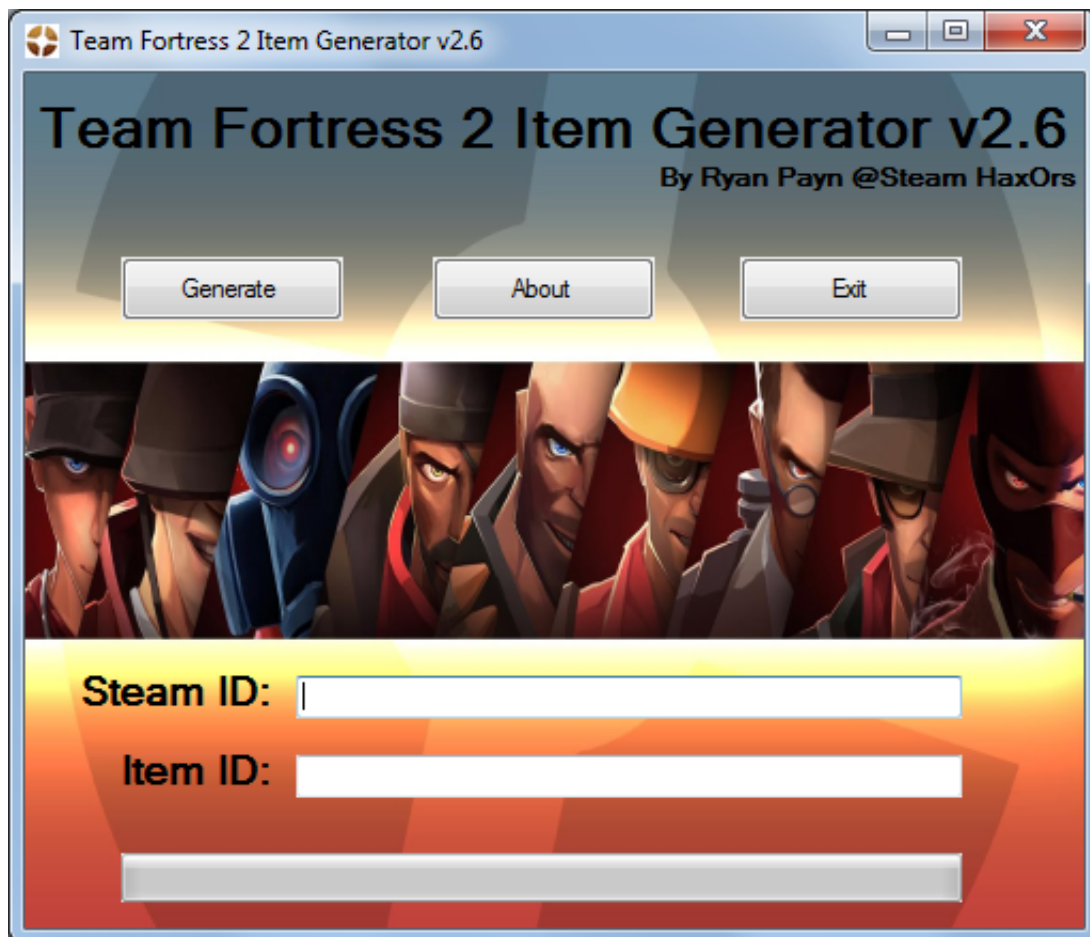 Team Fortress 2 Item Generator v2.6
Team Fortress 2 Item Generator v2.6
By Ryan Payn @Steam HaxOrs
Generate About Exit
Steam ID:
Item ID: